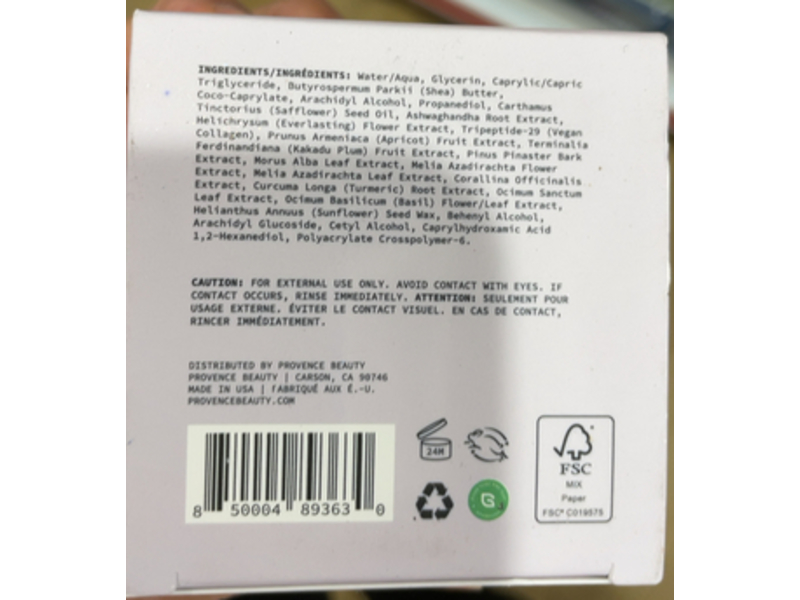 INGREDIENTS/INGRÉDIENTS: Water/Aqua, Glycerin, Caprylic/Capric
Triglyceride, Butyrospermum Parkii (Shea) Butter,
Coco-Caprylate, Arachidyl Alcohol, Propanediol, Carthamus
Tinctorius (Safflower) Seed Oil, Ashwaghandha Root Extract,
Helichrysum (Everlasting) Flower Extract, Tripeptide-29 (Vegan
Collagen), Prunus Armeniaca (Apricot) Fruit Extract, Terminalia
Ferdinandiana (Kakadu Plum) Fruit Extract, Pinus Pinaster Bark
Extract, Morus Alba Leaf Extract, Melia Azadirachta Flower
Extract, Melia Azadirachta Leaf Extract, Corallina Officinalis
Extract, Curcuma Longa (Turmeric) Root Extract, Ocimum Sanctum
Leaf Extract, Ocimum Basilicum (Basil) Flower/Leaf Extract,
Helianthus Annuus (Sunflower) Seed Wax, Behenyl Alcohol,
Arachidyl Glucoside, Cetyl Alcohol, Caprylhydroxamic Acid
1,2-Hexanediol, Polyacrylate Crosspolymer-6.
CAUTION: FOR EXTERNAL USE ONLY. AVOID CONTACT WITH EYES. IF
CONTACT OCCURS, RINSE IMMEDIATELY. ATTENTION: SEULEMENT POUR
USAGE EXTERNE. ÉVITER LE CONTACT VISUEL. EN CAS DE CONTACT,
RINCER IMMÉDIATEMENT.
DISTRIBUTED BY PROVENCE BEAUTY
PROVENCE BEAUTY | CARSON, CA 90746
MADE IN USA | FABRIQUÉ AUX É.-U.
PROVENCEBEAUTY.COM
8 50004 89363 0
24M
G
FSC
MIX
Paper
FSC® C019575